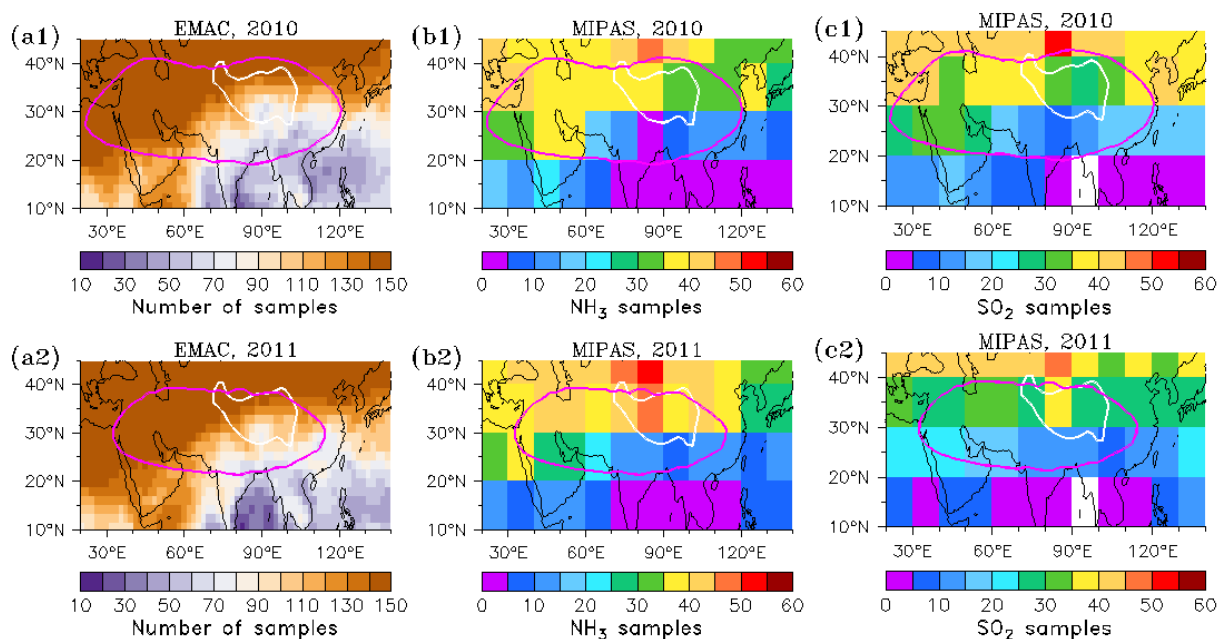 (a1) EMAC, 2010
40°N
30°N
20°N
10°N
30°E 60°E 90°E 120°E
10 30 50 70 90 110 130 150
Number of samples
(b1) MIPAS, 2010
40°N
30°N
20°N
10°N
30°E 60°E 90°E 120°E
0 10 20 30 40 50 60
NH₃ samples
(c1) MIPAS, 2010
40°N
30°N
20°N
10°N
30°E 60°E 90°E 120°E
0 10 20 30 40 50 60
SO₂ samples
(a2) EMAC, 2011
40°N
30°N
20°N
10°N
30°E 60°E 90°E 120°E
10 30 50 70 90 110 130 150
Number of samples
(b2) MIPAS, 2011
40°N
30°N
20°N
10°N
30°E 60°E 90°E 120°E
0 10 20 30 40 50 60
NH₃ samples
(c2) MIPAS, 2011
40°N
30°N
20°N
10°N
30°E 60°E 90°E 120°E
0 10 20 30 40 50 60
SO₂ samples